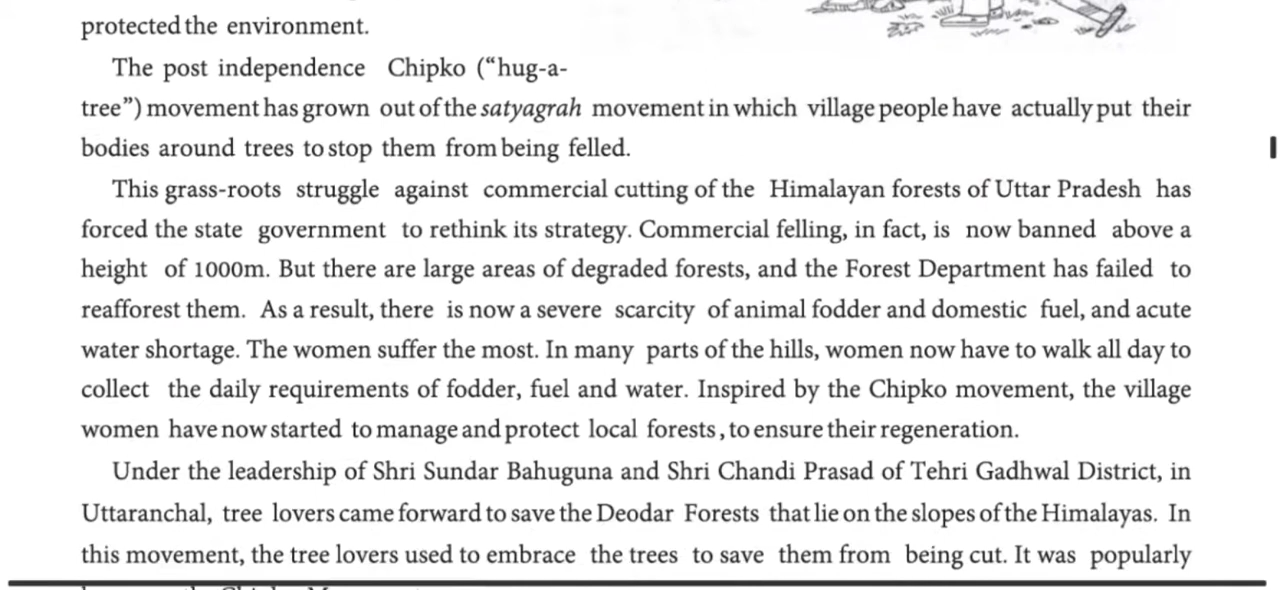 protected the environment.
The post independence Chipko (“hug-a-
tree”) movement has grown out of the satyagrah movement in which village people have actually put their
bodies around trees to stop them from being felled.
This grass-roots struggle against commercial cutting of the Himalayan forests of Uttar Pradesh has
forced the state government to rethink its strategy. Commercial felling, in fact, is now banned above a
height of 1000m. But there are large areas of degraded forests, and the Forest Department has failed to
reafforest them. As a result, there is now a severe scarcity of animal fodder and domestic fuel, and acute
water shortage. The women suffer the most. In many parts of the hills, women now have to walk all day to
collect the daily requirements of fodder, fuel and water. Inspired by the Chipko movement, the village
women have now started to manage and protect local forests, to ensure their regeneration.
Under the leadership of Shri Sundar Bahuguna and Shri Chandi Prasad of Tehri Gadhwal District, in
Uttaranchal, tree lovers came forward to save the Deodar Forests that lie on the slopes of the Himalayas. In
this movement, the tree lovers used to embrace the trees to save them from being cut. It was popularly